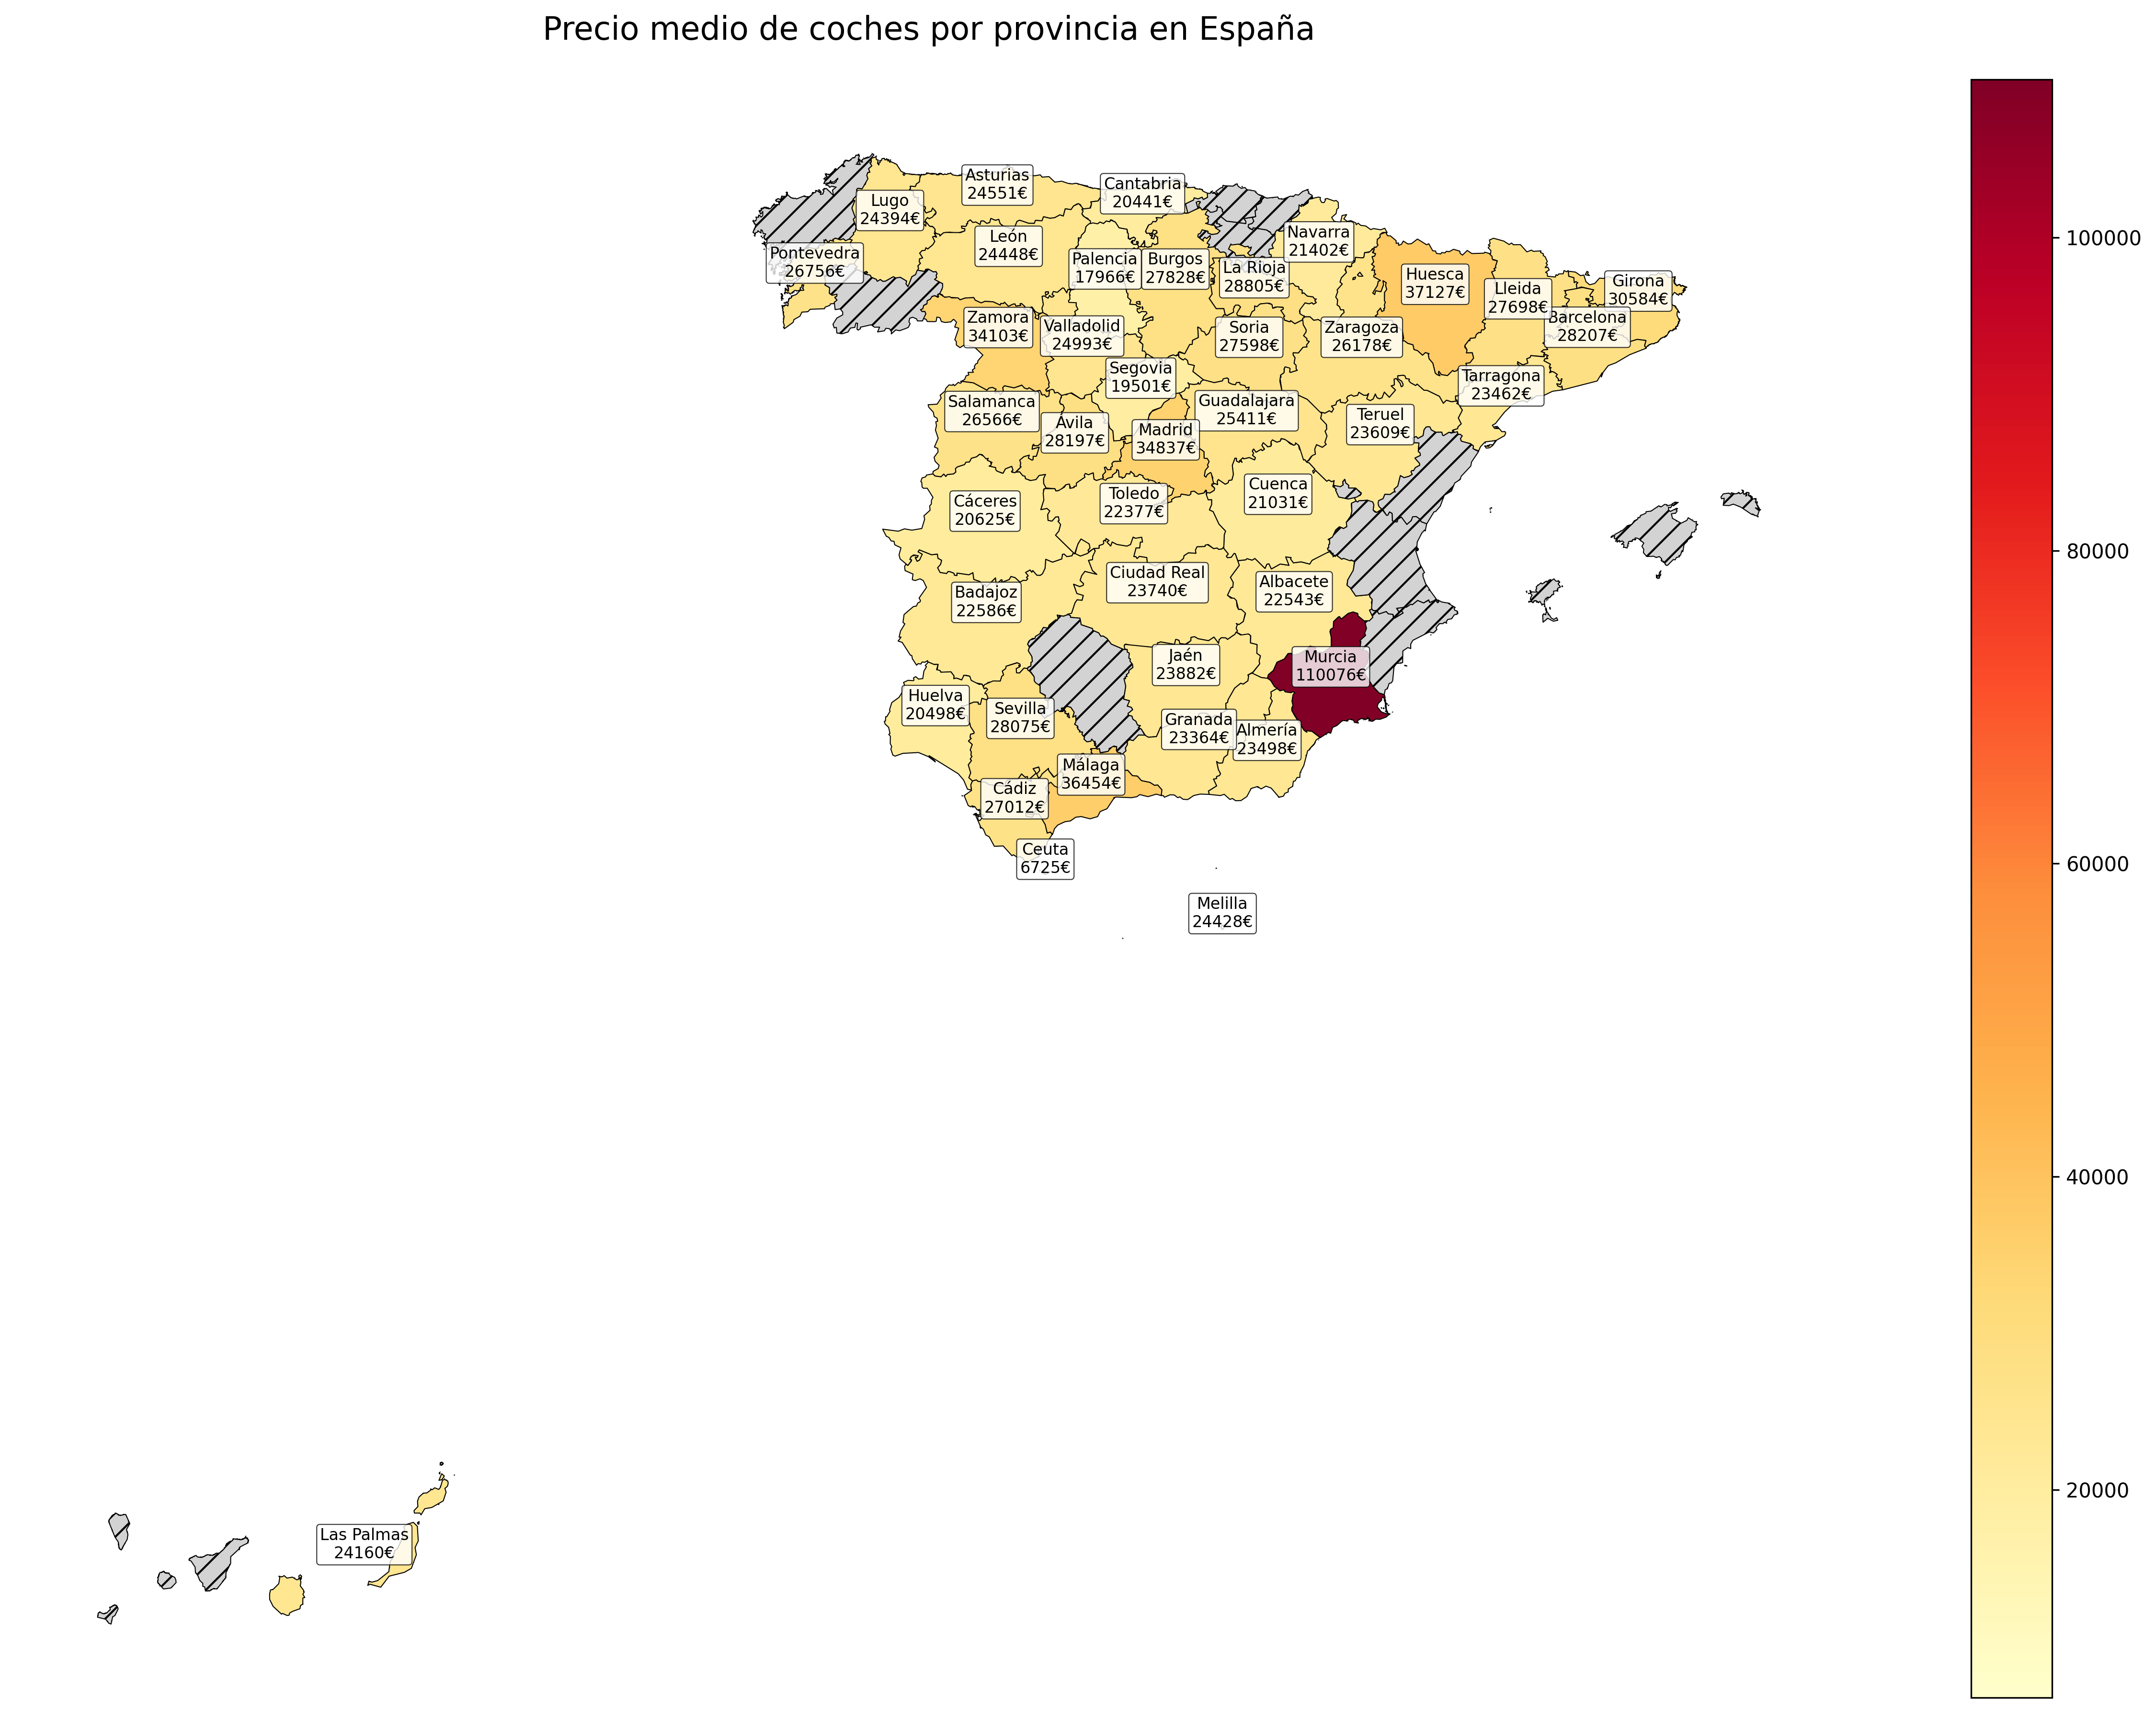 Precio medio de coches por provincia en España
Asturias
24551€
Cantabria
20441€
Lugo
24394€
León
24448€
Navarra
21402€
Pontevedra
26756€
Palencia
17966€
Burgos
27828€
La Rioja
28805€
Huesca
37127€
Lleida
27698€
Girona
30584€
Barcelona
28207€
Zamora
34103€
Valladolid
24993€
Soria
27598€
Zaragoza
26178€
Segovia
19501€
Tarragona
23462€
Salamanca
26566€
Ávila
28197€
Madrid
34837€
Guadalajara
25411€
Teruel
23609€
Cáceres
20625€
Toledo
22377€
Cuenca
21031€
Badajoz
22586€
Ciudad Real
23740€
Albacete
22543€
Jaén
23882€
Murcia
110076€
Huelva
20498€
Sevilla
28075€
Granada
23364€
Almería
23498€
Málaga
36454€
Cádiz
27012€
Ceuta
6725€
Melilla
24428€
Las Palmas
24160€
100000
80000
60000
40000
20000